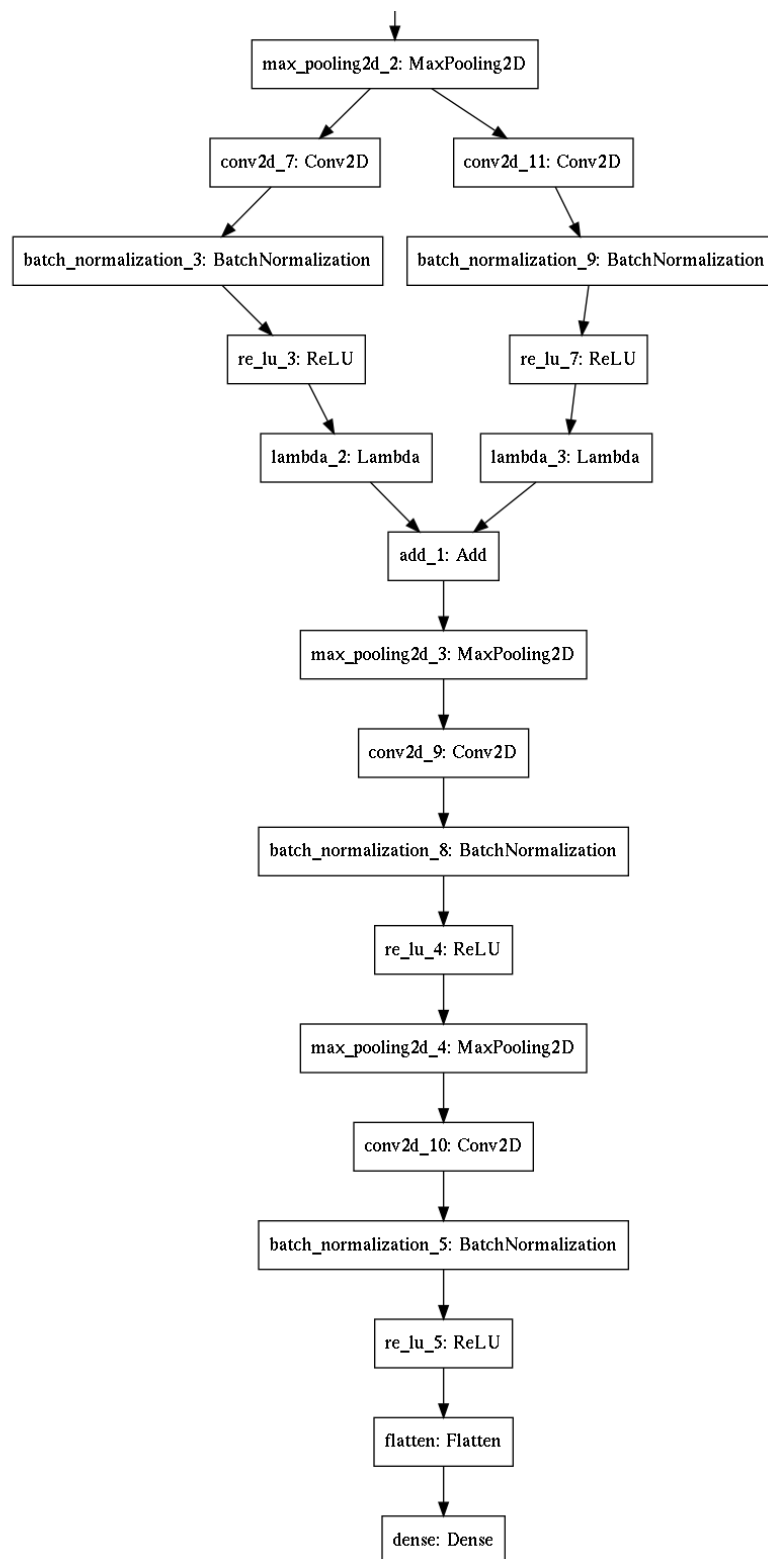 max_pooling2d_2: MaxPooling2D
conv2d_7: Conv2D
conv2d_11: Conv2D
batch_normalization_3: BatchNormalization
batch_normalization_9: BatchNormalization
re_lu_3: ReLU
re_lu_7: ReLU
lambda_2: Lambda
lambda_3: Lambda
add_1: Add
max_pooling2d_3: MaxPooling2D
conv2d_9: Conv2D
batch_normalization_8: BatchNormalization
re_lu_4: ReLU
max_pooling2d_4: MaxPooling2D
conv2d_10: Conv2D
batch_normalization_5: BatchNormalization
re_lu_5: ReLU
flatten: Flatten
dense: Dense